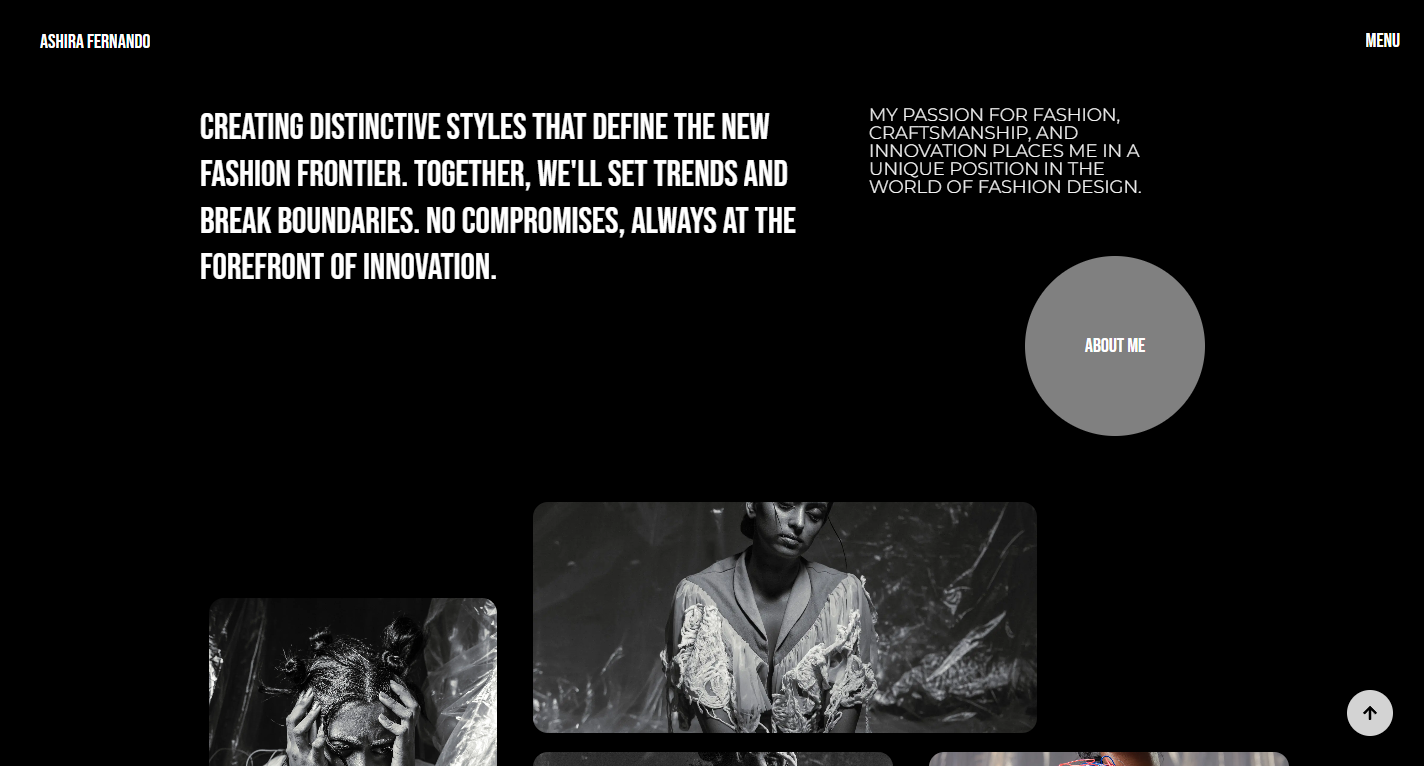 ASHIRA FERNANDO
MENU
CREATING DISTINCTIVE STYLES THAT DEFINE THE NEW
FASHION FRONTIER. TOGETHER, WE'LL SET TRENDS AND
BREAK BOUNDARIES. NO COMPROMISES, ALWAYS AT THE
FOREFRONT OF INNOVATION.
MY PASSION FOR FASHION,
CRAFTSMANSHIP, AND
INNOVATION PLACES ME IN A
UNIQUE POSITION IN THE
WORLD OF FASHION DESIGN.
ABOUT ME